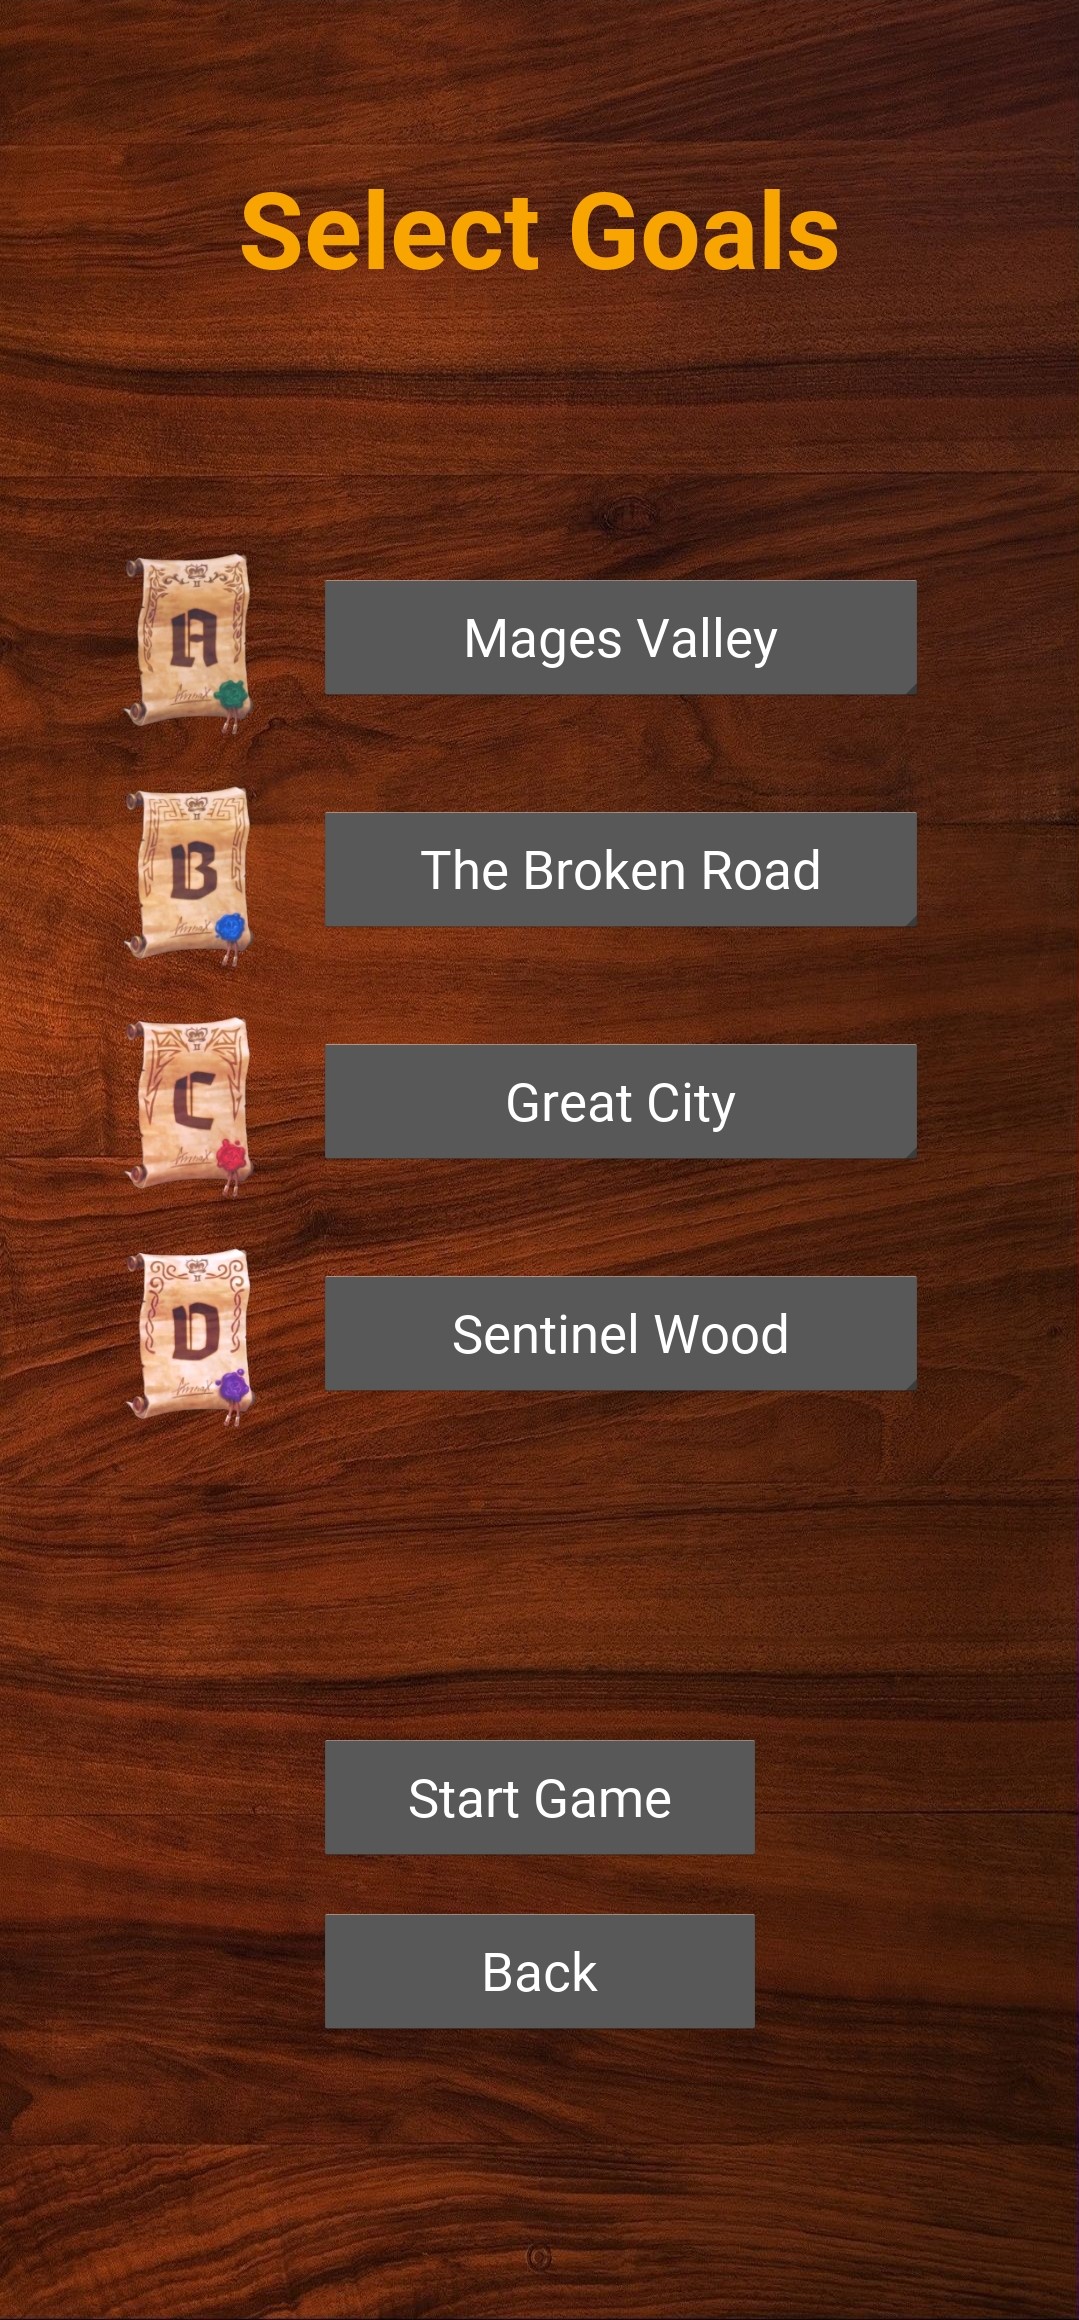 Select Goals
A
Mages Valley
B
The Broken Road
C
Great City
D
Sentinel Wood
Start Game
Back
©